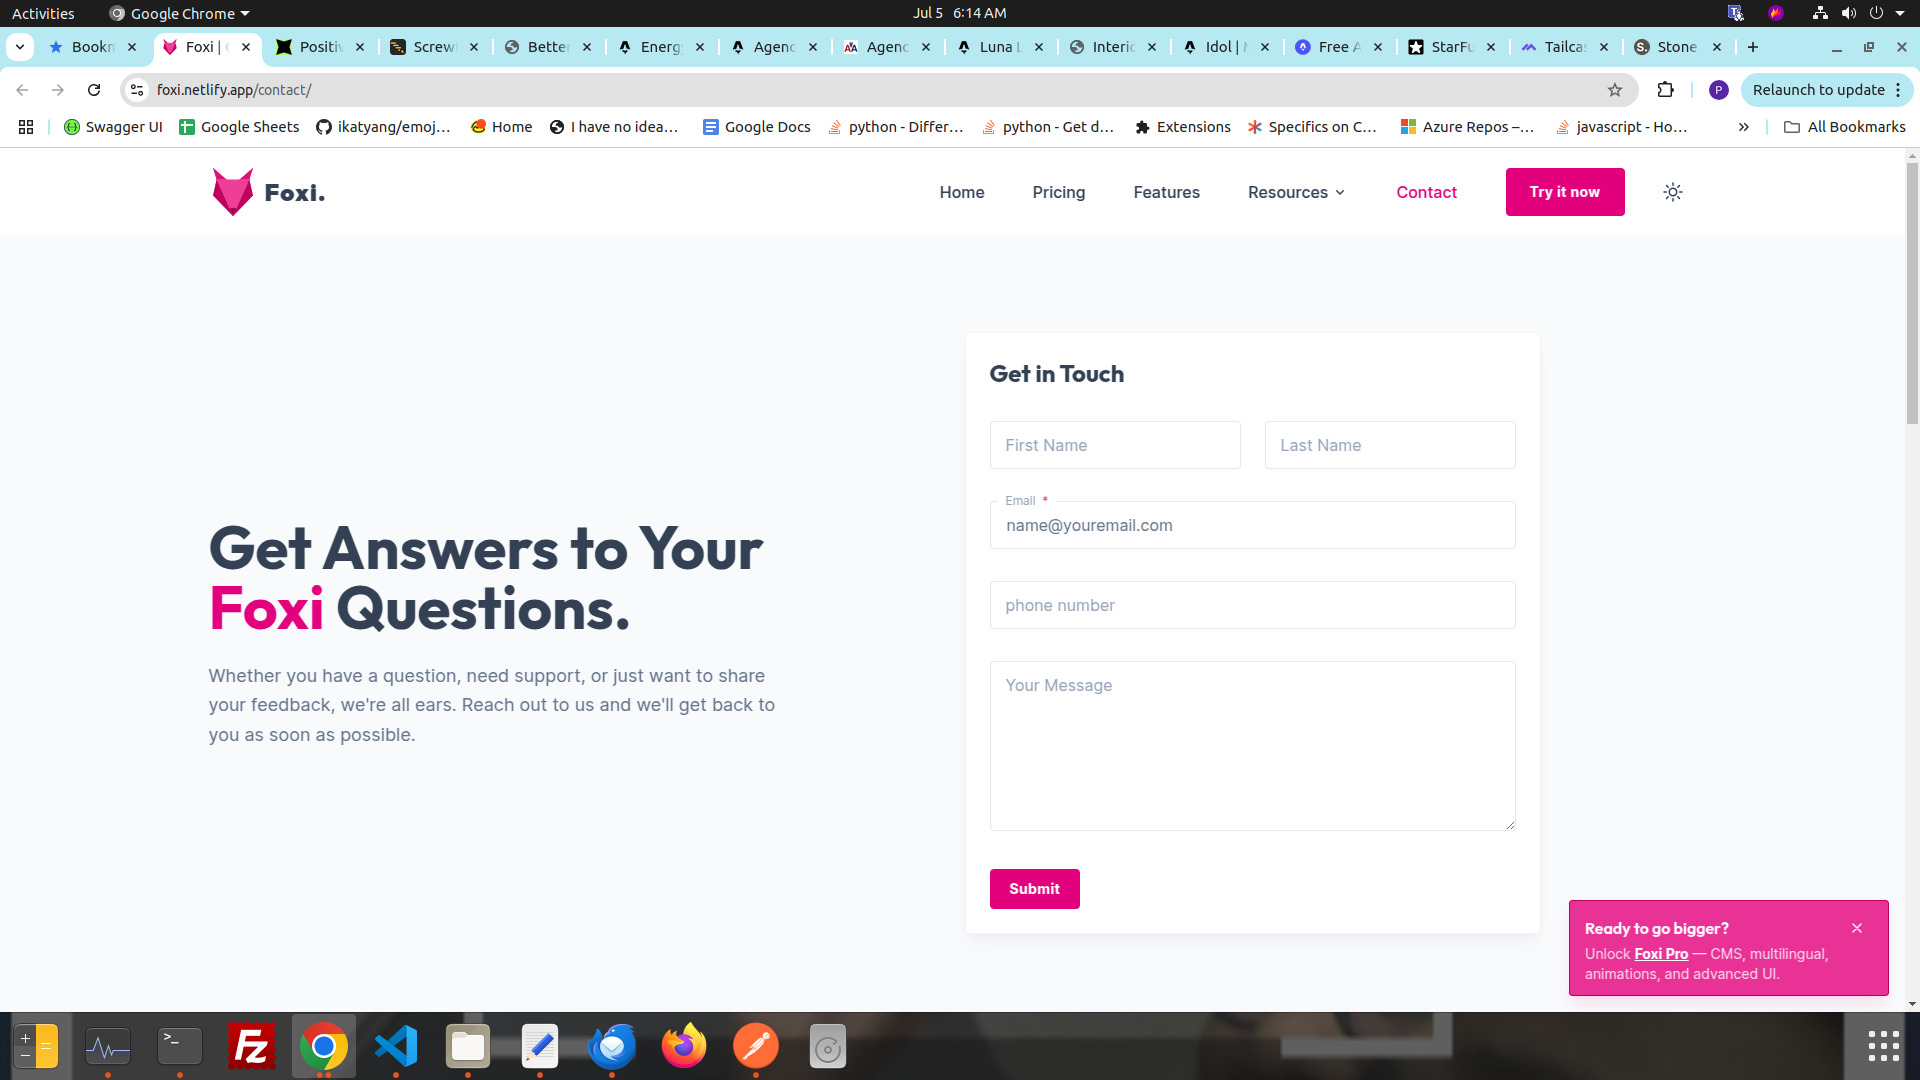 Activities
Google Chrome
Jul 5 6:14 AM
Bookm
Foxi |
Positiv
Screw
Better
Energy
Agenc
Agenc
Luna L
Interio
Idol |
Free A
StarFu
Tailcas
Stone
foxi.netlify.app/contact/
P
Relaunch to update
Swagger UI
Google Sheets
ikatyang/emoj...
Home
I have no idea...
Google Docs
python - Differ...
python - Get d...
Extensions
Specifics on C...
Azure Repos –...
javascript - Ho...
All Bookmarks
Foxi.
Home
Pricing
Features
Resources
Contact
Try it now
Get Answers to Your
Foxi Questions.
Whether you have a question, need support, or just want to share
your feedback, we're all ears. Reach out to us and we'll get back to
you as soon as possible.
Get in Touch
First Name
Last Name
Email *
name@youremail.com
phone number
Your Message
Submit
Ready to go bigger?
Unlock Foxi Pro — CMS, multilingual,
animations, and advanced UI.